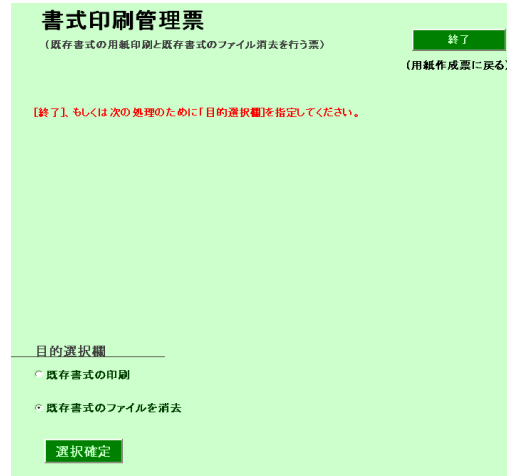 書式印刷管理票
(既存書式の用紙印刷と既存書式のファイル消去を行う票)
終了
(用紙作成票に戻る)
[終了]、もしくは次の処理のために「目的選択欄」を指定してください。
目的選択欄
既存書式の印刷
既存書式のファイルを消去
選択確定